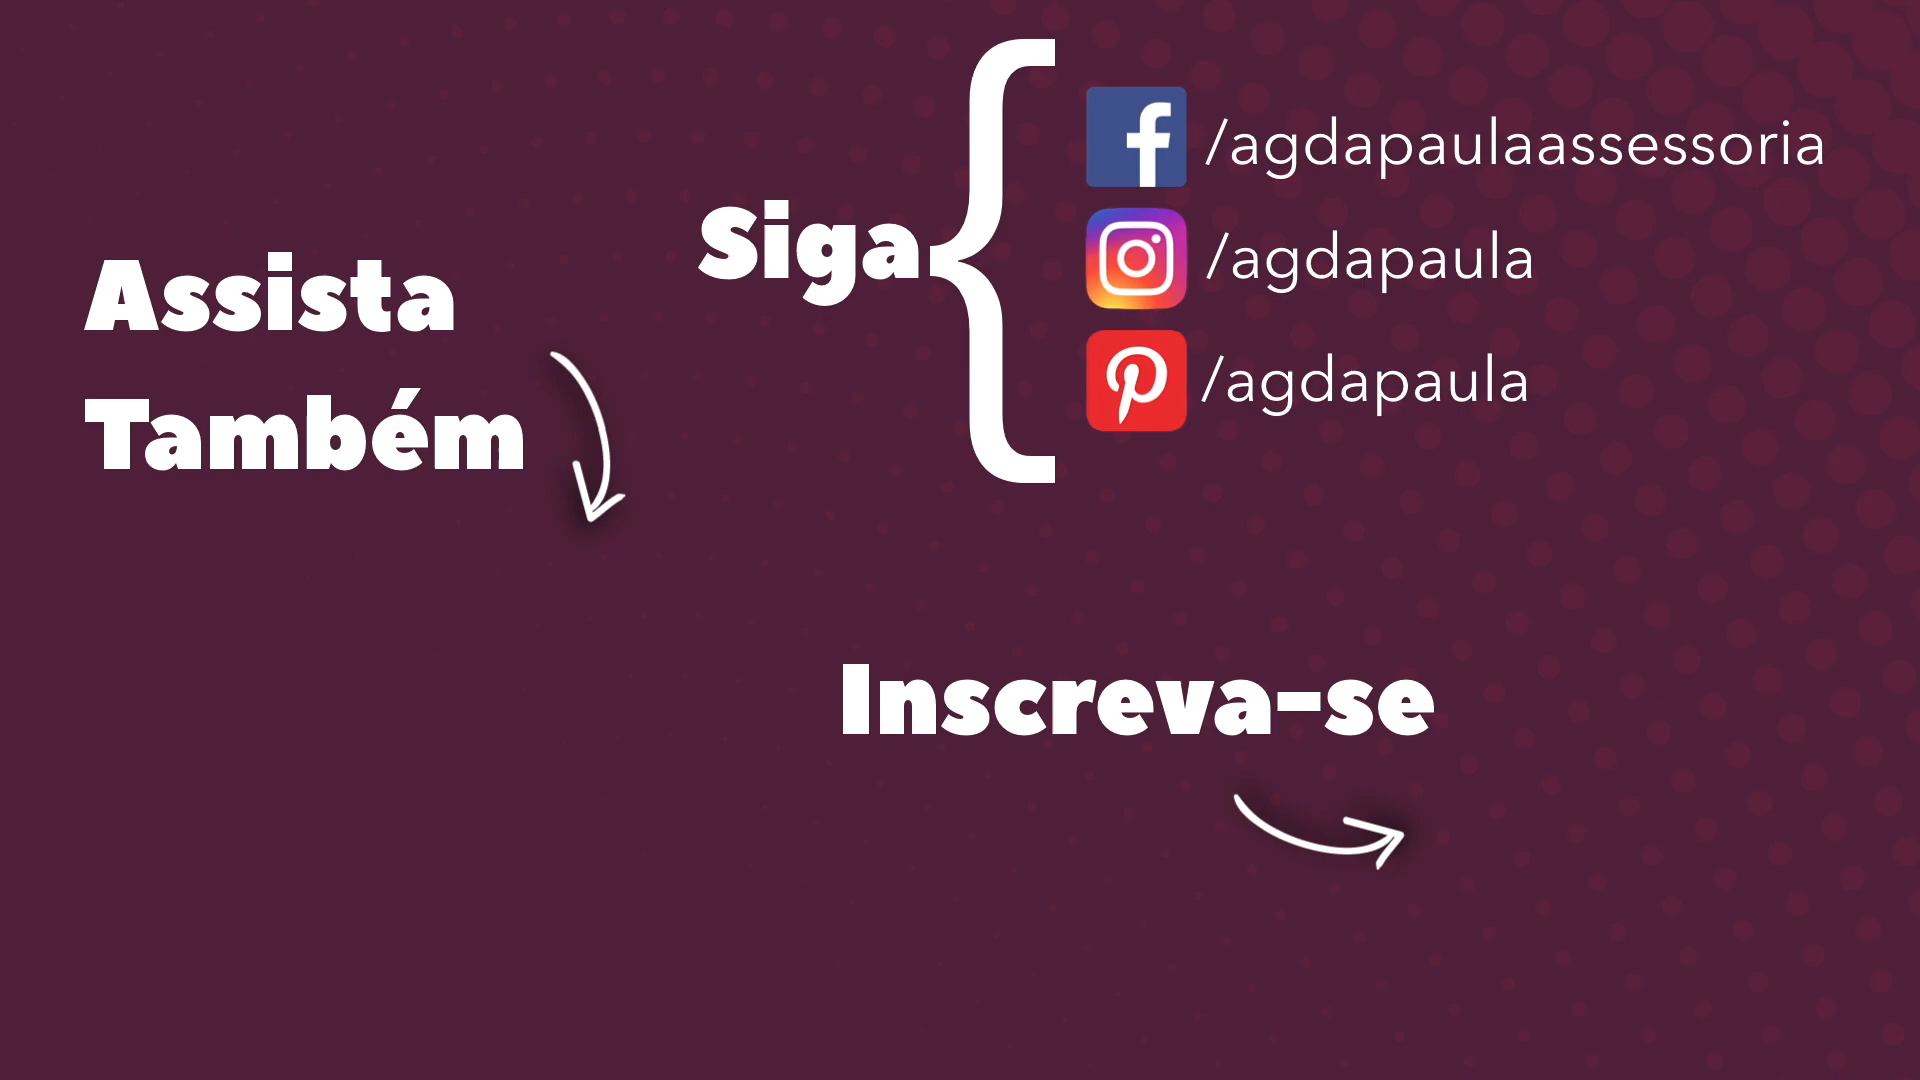 Assista
Também
Siga
/agdapaulaassessoria
/agdapaula
/agdapaula
Inscreva-se